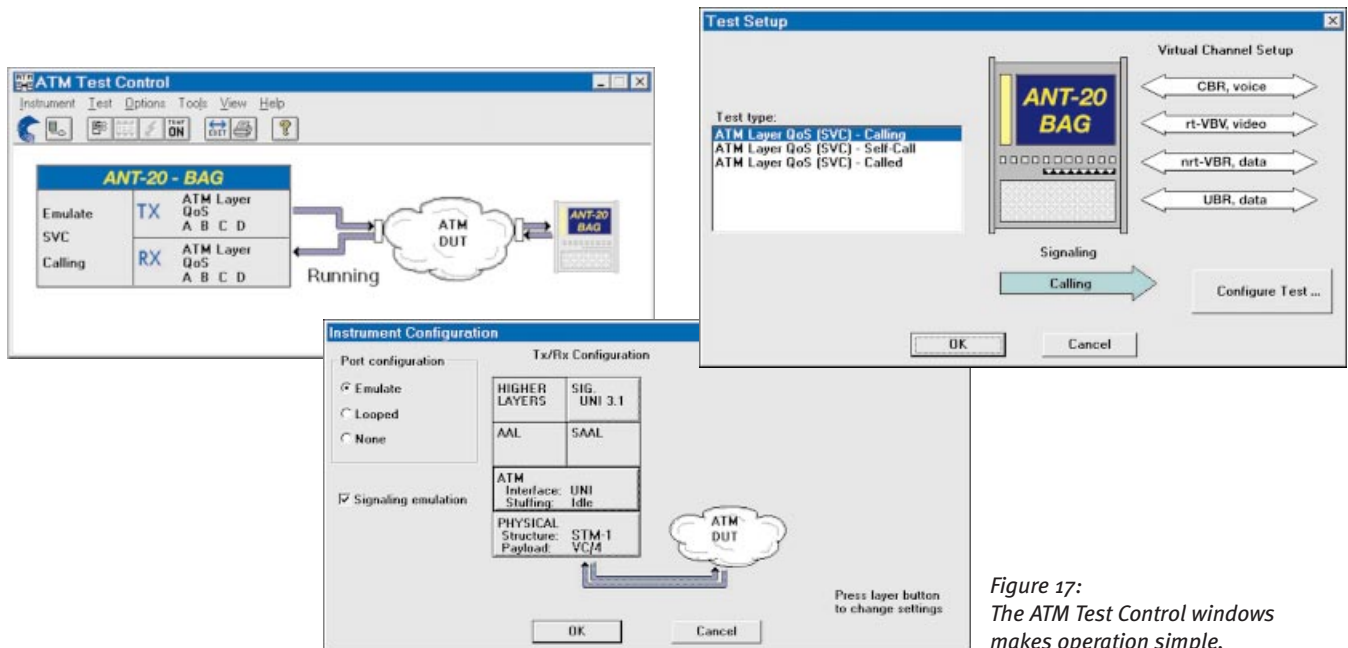 ATM Test Control
Instrument Test Options Tools View Help
TEST
ON
EXIT
?
ANT-20 - BAG
Emulate
SVC
Calling
TX
ATM Layer
QoS
A B C D
RX
ATM Layer
QoS
A B C D
Running
ATM
DUT
ANT-20
BAG
Test Setup
Test type:
ATM Layer QoS (SVC) - Calling
ATM Layer QoS (SVC) - Self-Call
ATM Layer QoS (SVC) - Called
ANT-20
BAG
Virtual Channel Setup
CBR, voice
rt-VBV, video
nrt-VBR, data
UBR, data
Signaling
Calling
Configure Test ...
OK
Cancel
Instrument Configuration
Port configuration
Emulate
Looped
None
Signaling emulation
Tx/Rx Configuration
HIGHER
LAYERS
SIG.
UNI 3.1
AAL
SAAL
ATM
Interface: UNI
Stuffing: Idle
PHYSICAL
Structure: STM-1
Payload: VC/4
ATM
DUT
Press layer button
to change settings
OK
Cancel
Figure 17:
The ATM Test Control windows
makes operation simple.